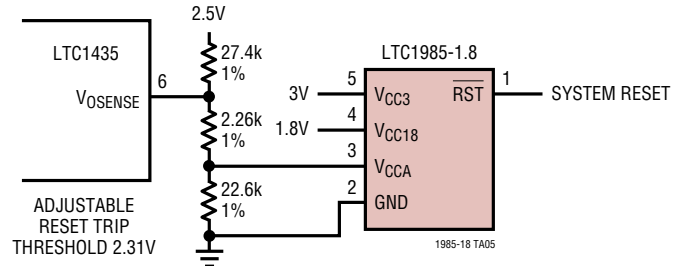 2.5V
LTC1435
27.4k
1%
LTC1985-1.8
6
VOSENSE
5
3V
VCC3
RST
1
SYSTEM RESET
2.26k
1%
4
1.8V
VCC18
3
VCCA
22.6k
1%
2
GND
ADJUSTABLE
RESET TRIP
THRESHOLD 2.31V
1985-18 TA05